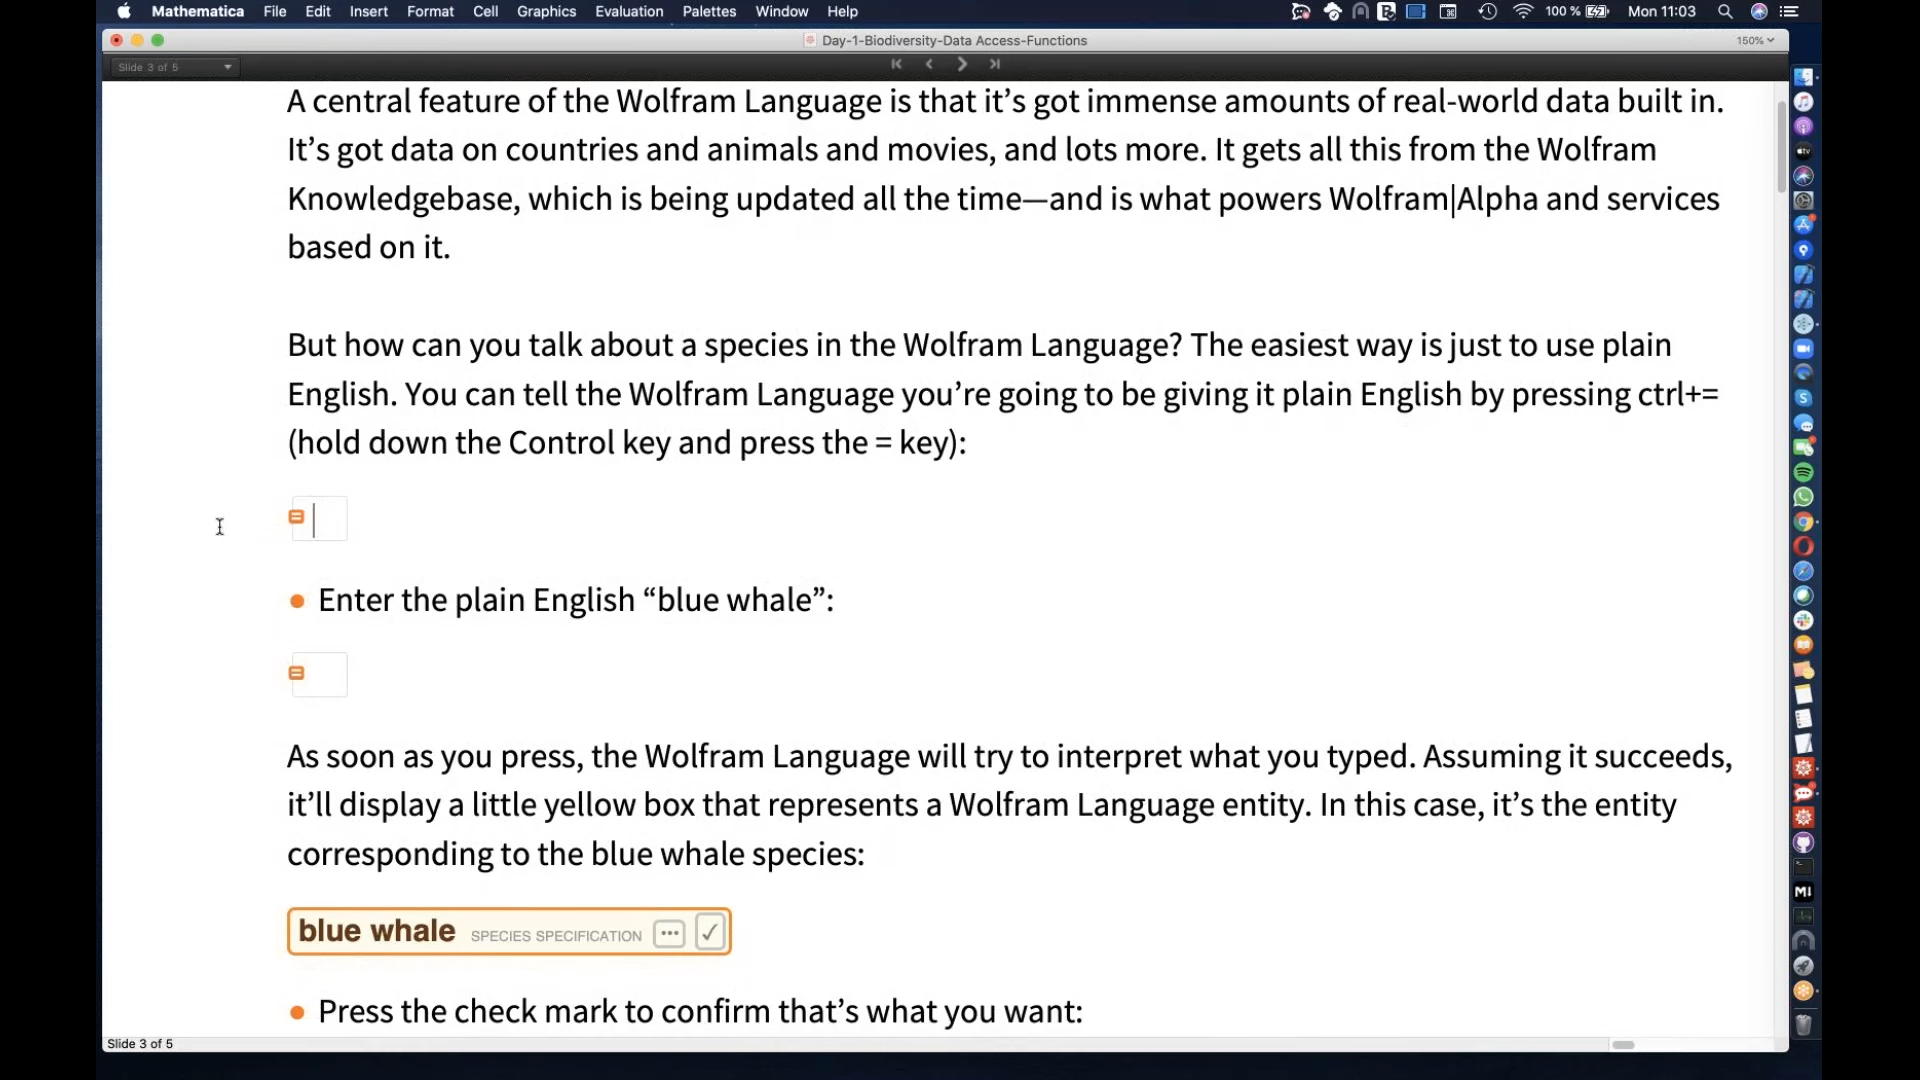 Mathematica File Edit Insert Format Cell Graphics Evaluation Palettes Window Help 100 % Mon 11:03
Day-1-Biodiversity-Data Access-Functions 150%
Slide 3 of 5
A central feature of the Wolfram Language is that it’s got immense amounts of real-world data built in.
It’s got data on countries and animals and movies, and lots more. It gets all this from the Wolfram
Knowledgebase, which is being updated all the time—and is what powers Wolfram|Alpha and services
based on it.
But how can you talk about a species in the Wolfram Language? The easiest way is just to use plain
English. You can tell the Wolfram Language you’re going to be giving it plain English by pressing ctrl+=
(hold down the Control key and press the = key):
=
• Enter the plain English “blue whale”:
=
As soon as you press, the Wolfram Language will try to interpret what you typed. Assuming it succeeds,
it’ll display a little yellow box that represents a Wolfram Language entity. In this case, it’s the entity
corresponding to the blue whale species:
blue whale SPECIES SPECIFICATION ••• ✓
• Press the check mark to confirm that’s what you want:
Slide 3 of 5